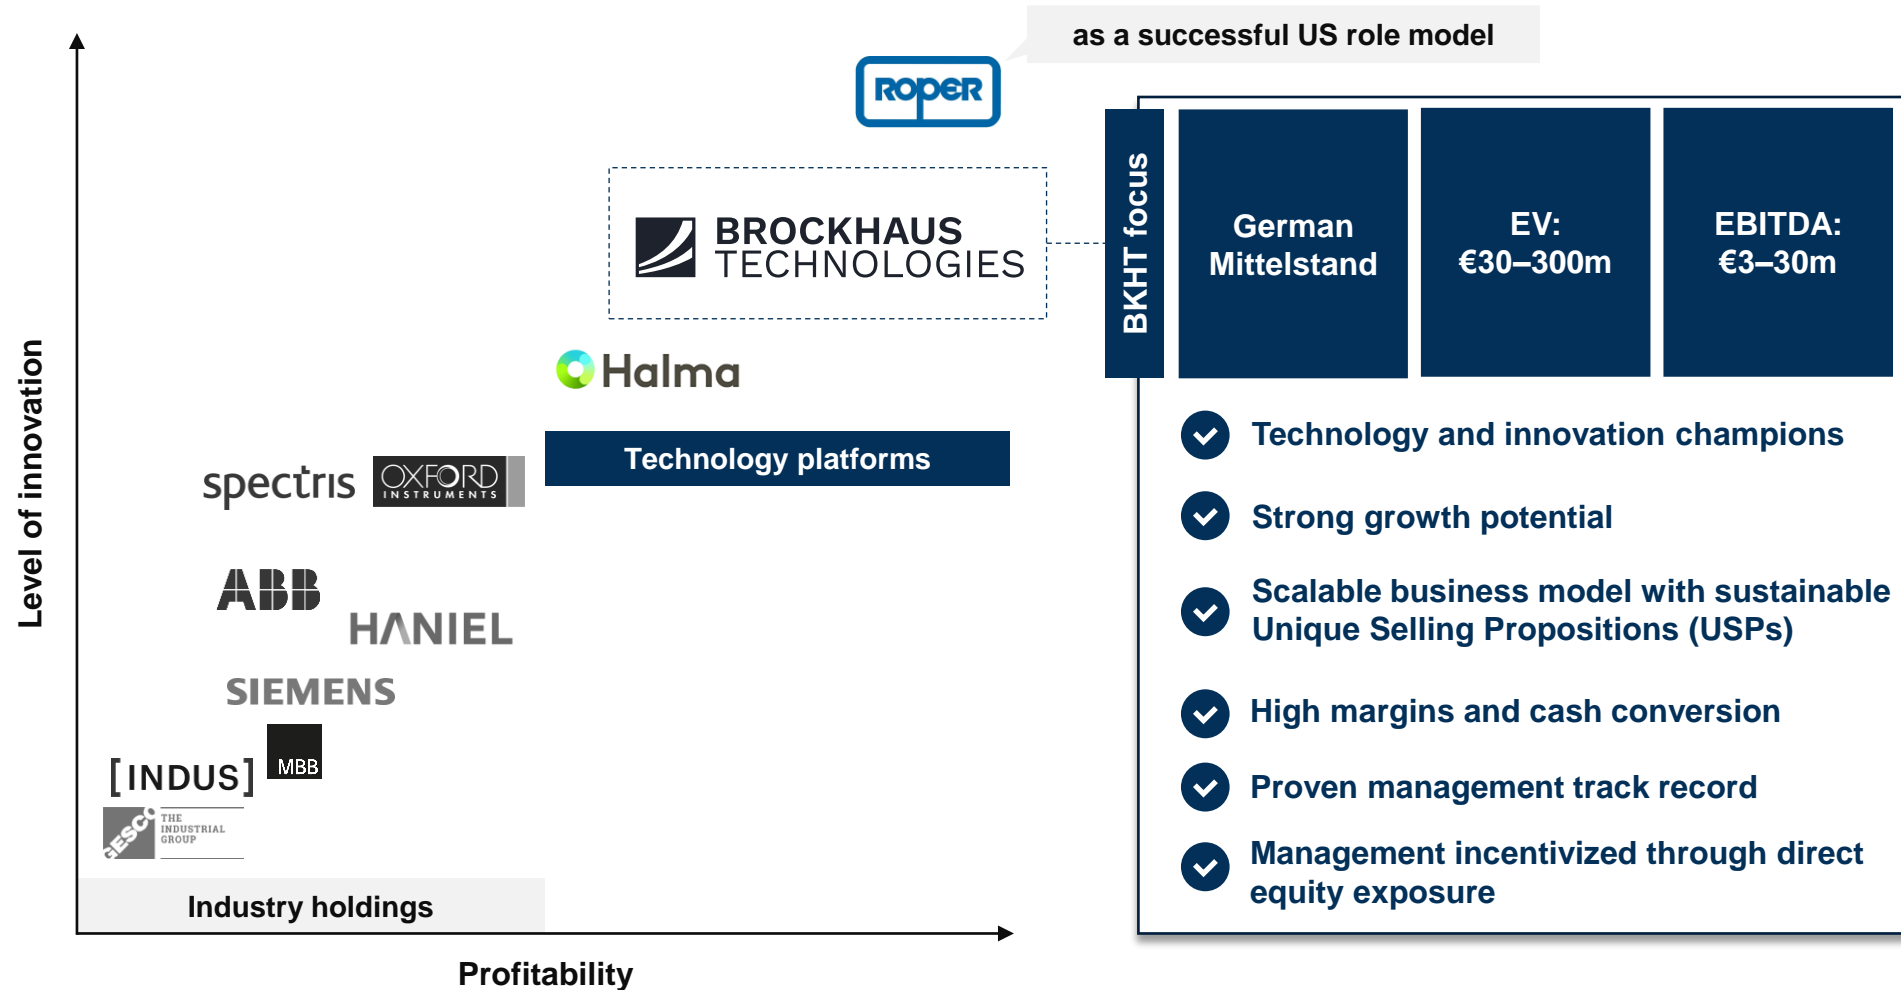 as a successful US role model
ROPER
BROCKHAUS
TECHNOLOGIES
Halma
Technology platforms
spectris
OXFORD
INSTRUMENTS
ABB
HANIEL
SIEMENS
MBB
[INDUS]
GESCO
THE
INDUSTRIAL
GROUP
Industry holdings
Level of innovation
Profitability
BKHT focus
German
Mittelstand
EV:
€30–300m
EBITDA:
€3–30m
Technology and innovation champions
Strong growth potential
Scalable business model with sustainable
Unique Selling Propositions (USPs)
High margins and cash conversion
Proven management track record
Management incentivized through direct
equity exposure